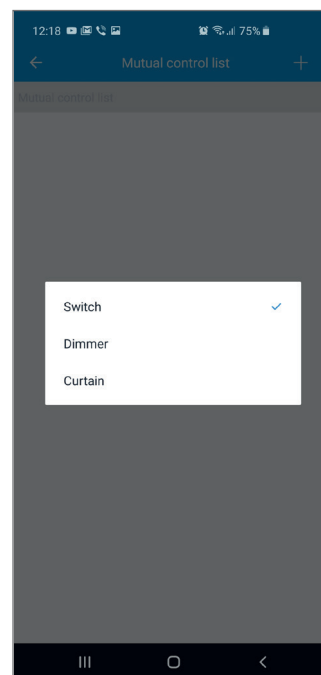 12:18 75%
Mutual control list
Mutual control list
Switch
Dimmer
Curtain